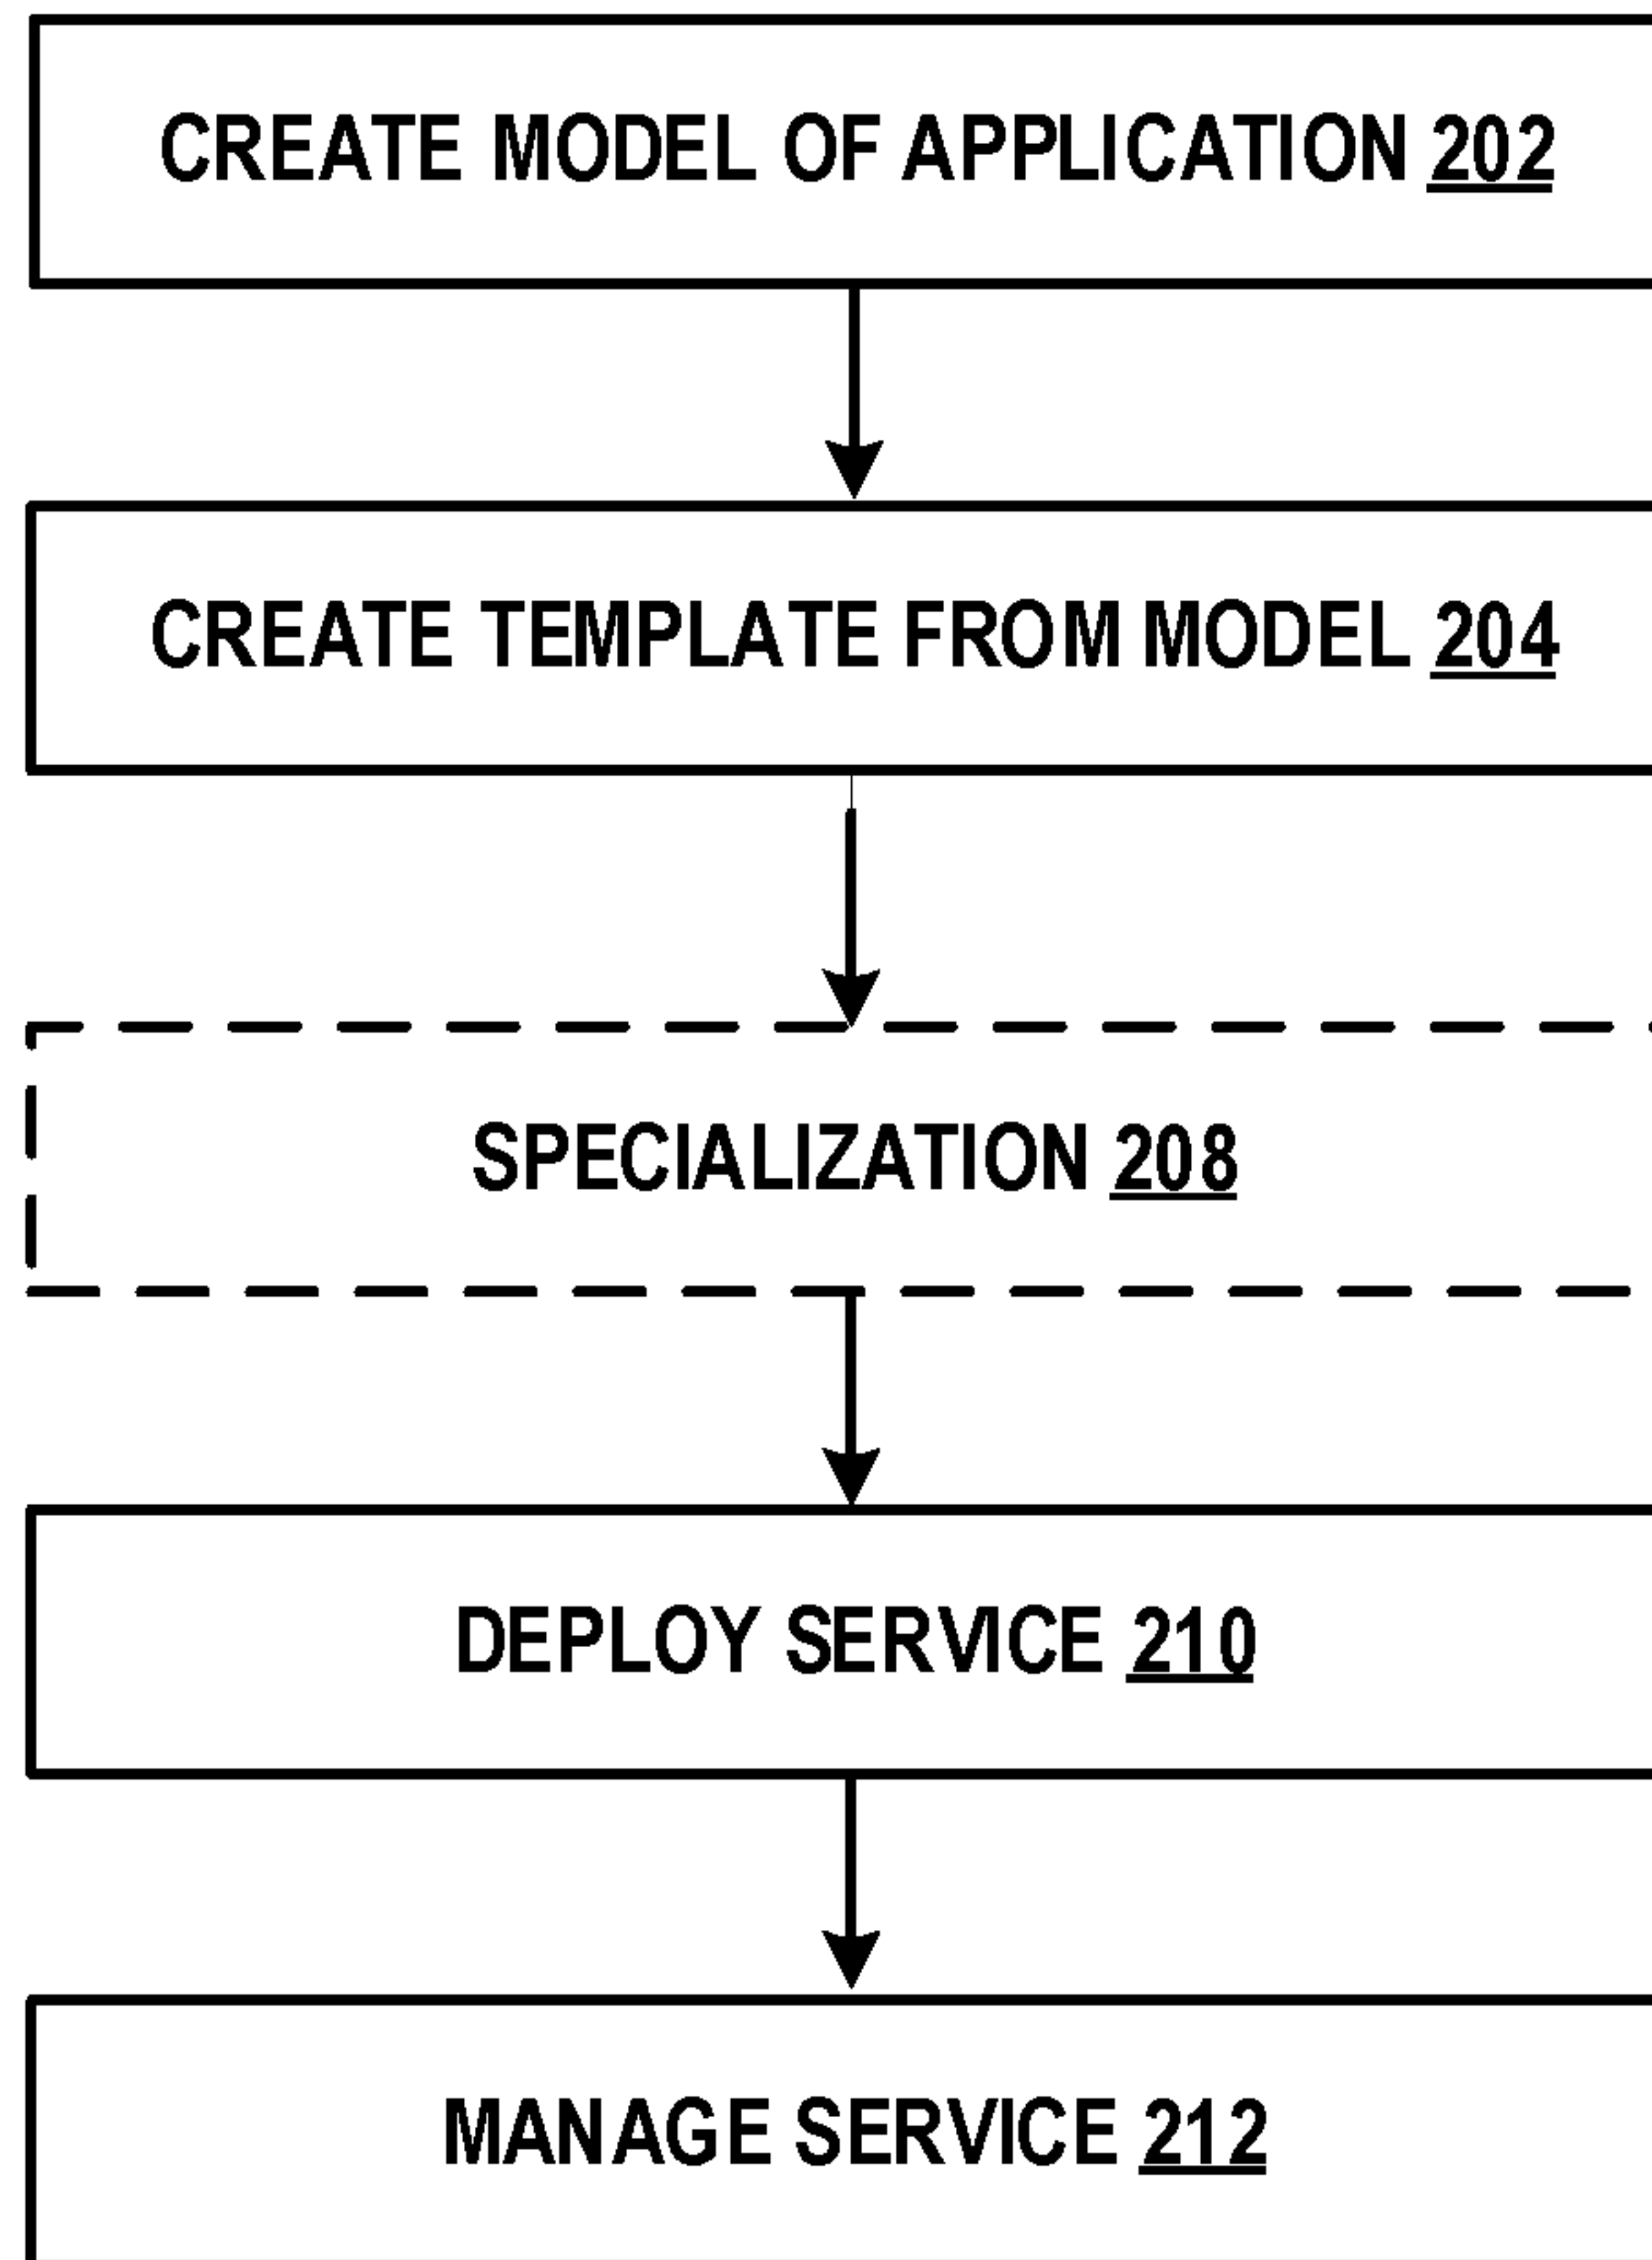 CREATE MODEL OF APPLICATION 202
CREATE TEMPLATE FROM MODEL 204
SPECIALIZATION 208
DEPLOY SERVICE 210
MANAGE SERVICE 212